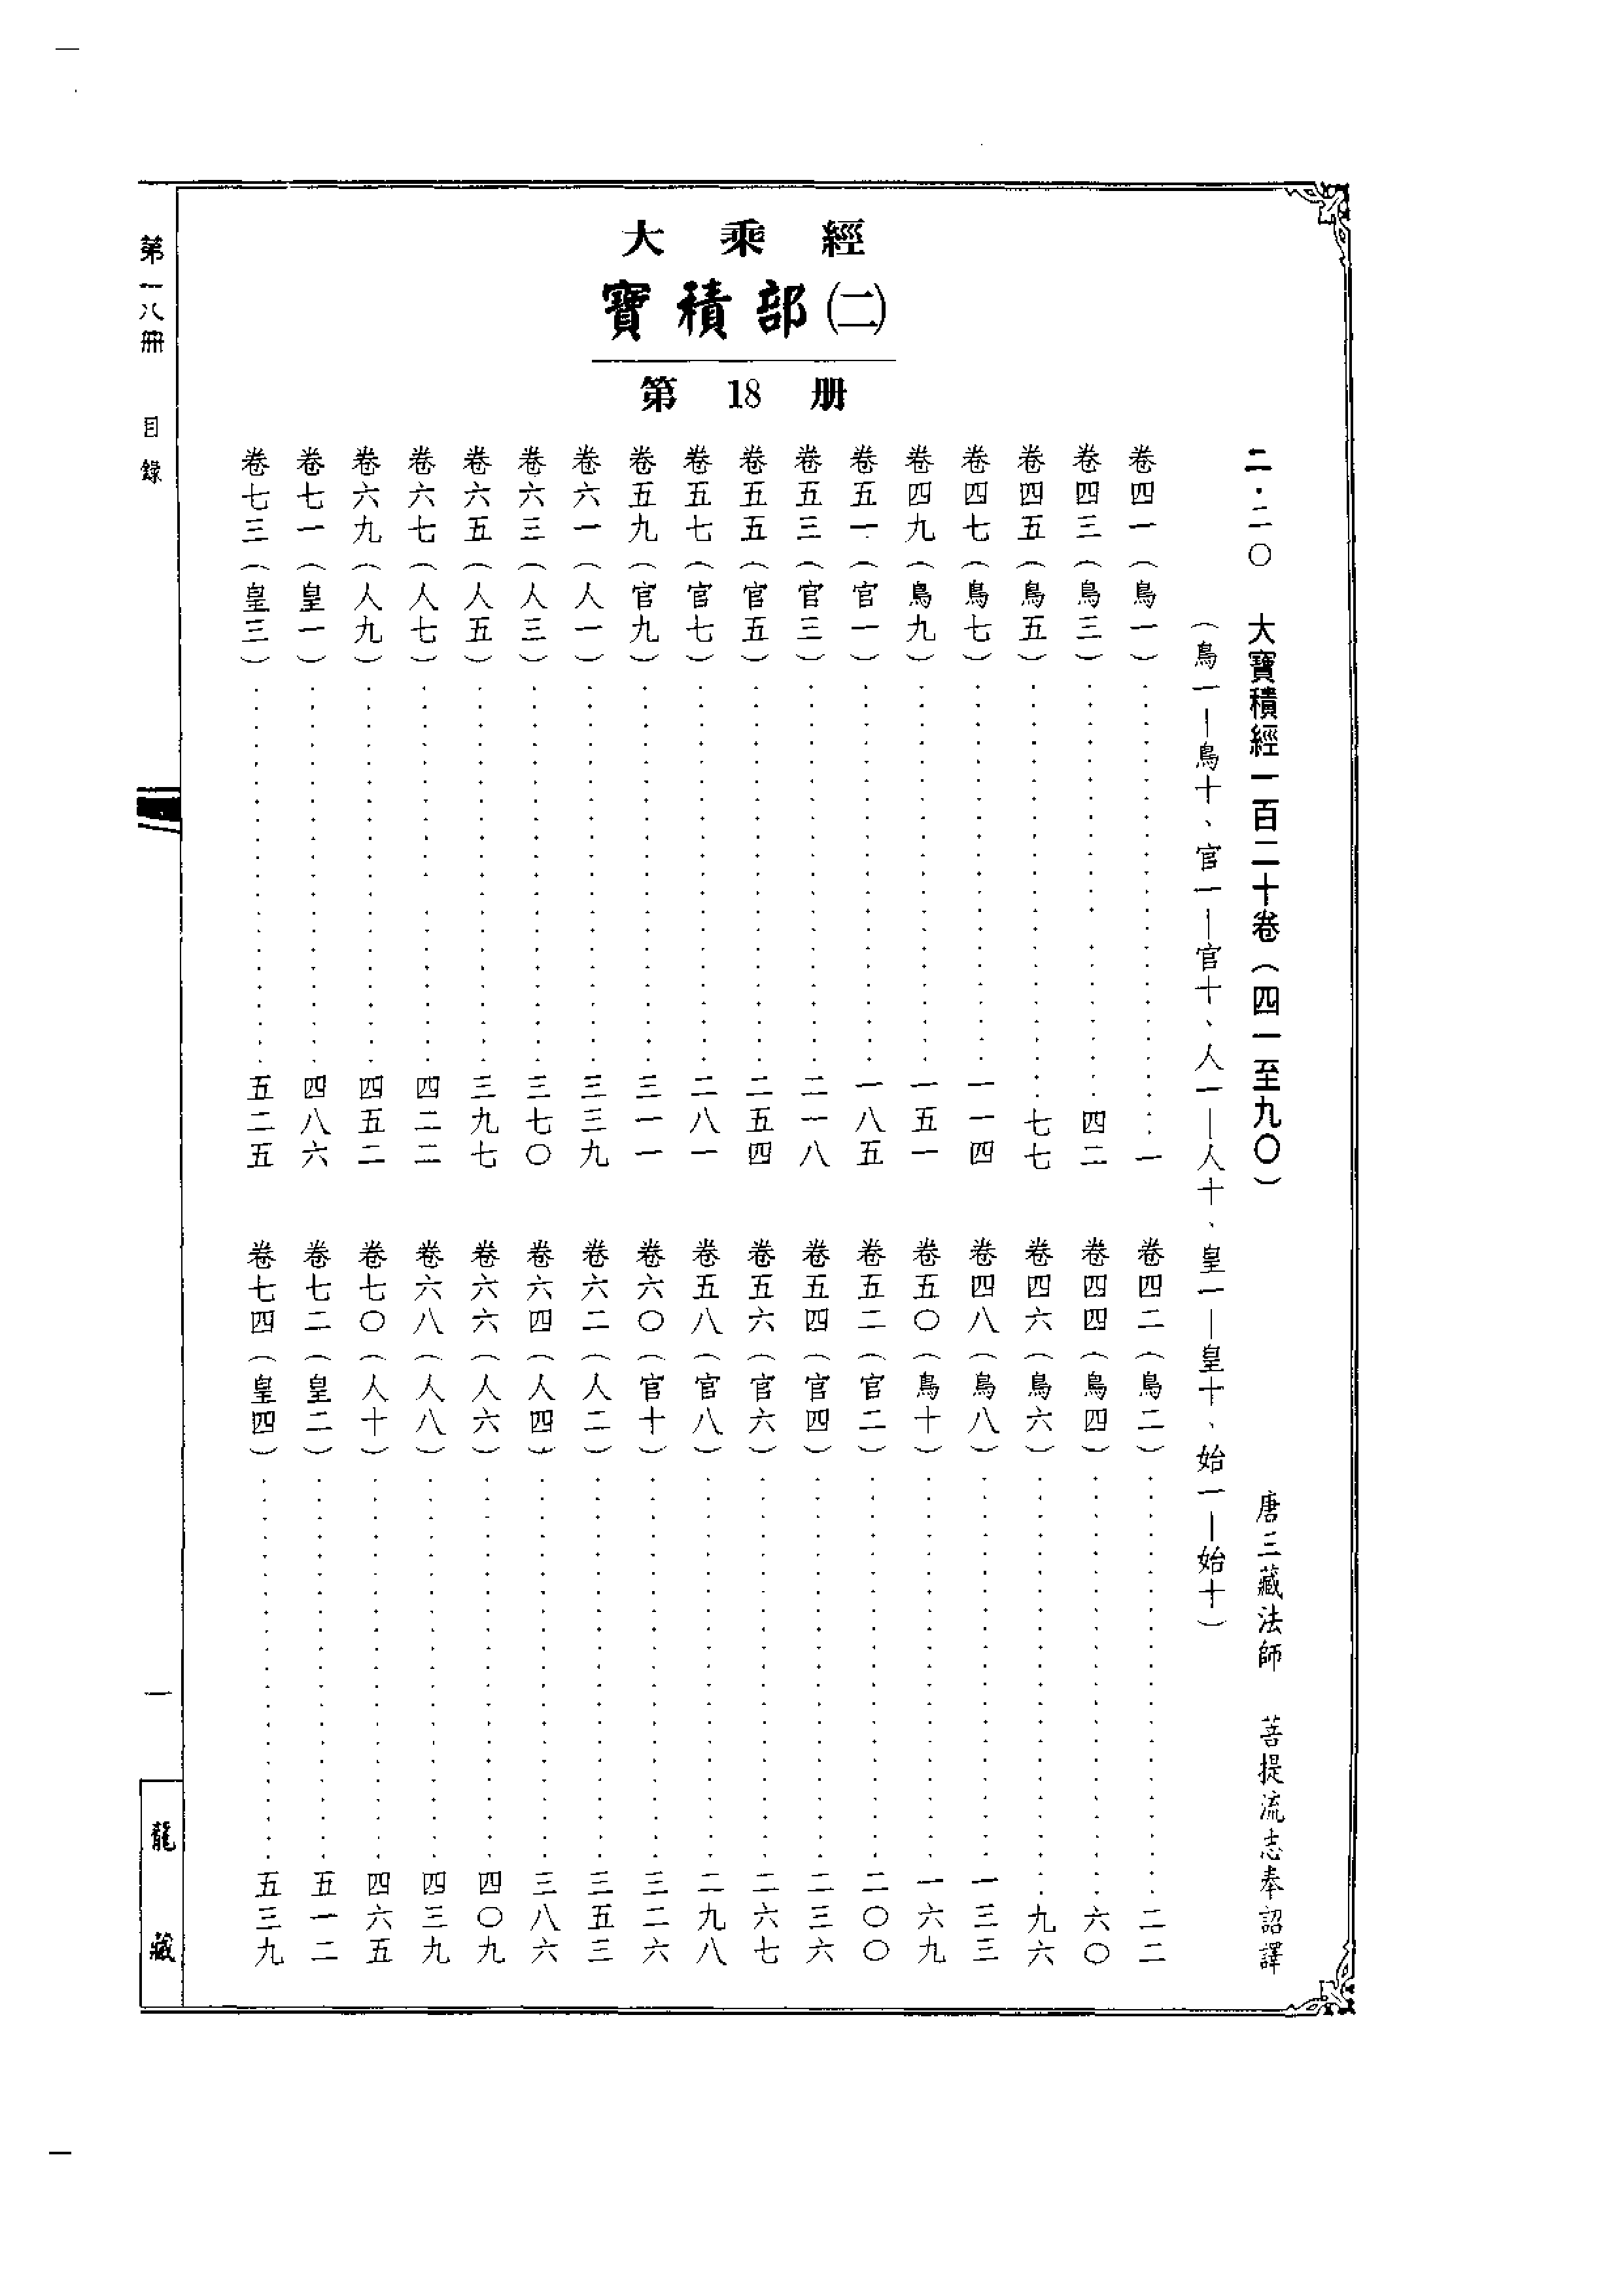 大乘經
寶積部(二)
第18册
二·二〇　大寶積經一百二十卷（四一至九〇）　唐三藏法師　菩提流志奉詔譯
（鳥一—鳥十、官一—官十、人一—人十、皇一—皇十、始一—始十）
卷四一（鳥一）…………一　卷四二（鳥二）…………二二
卷四三（鳥三）…………四二　卷四四（鳥四）…………六〇
卷四五（鳥五）…………七七　卷四六（鳥六）…………九六
卷四七（鳥七）…………一一四　卷四八（鳥八）…………一三三
卷四九（鳥九）…………一五一　卷五〇（鳥十）…………一六九
卷五一（官一）…………一八五　卷五二（官二）…………二〇〇
卷五三（官三）…………二一八　卷五四（官四）…………二三六
卷五五（官五）…………二五四　卷五六（官六）…………二六七
卷五七（官七）…………二八一　卷五八（官八）…………二九八
卷五九（官九）…………三一一　卷六〇（官十）…………三二六
卷六一（人一）…………三三九　卷六二（人二）…………三五三
卷六三（人三）…………三七〇　卷六四（人四）…………三八六
卷六五（人五）…………三九七　卷六六（人六）…………四〇九
卷六七（人七）…………四二二　卷六八（人八）…………四三九
卷六九（人九）…………四五二　卷七〇（人十）…………四六五
卷七一（皇一）…………四八六　卷七二（皇二）…………五一二
卷七三（皇三）…………五二五　卷七四（皇四）…………五三九
第一八冊　目錄　一　龍藏